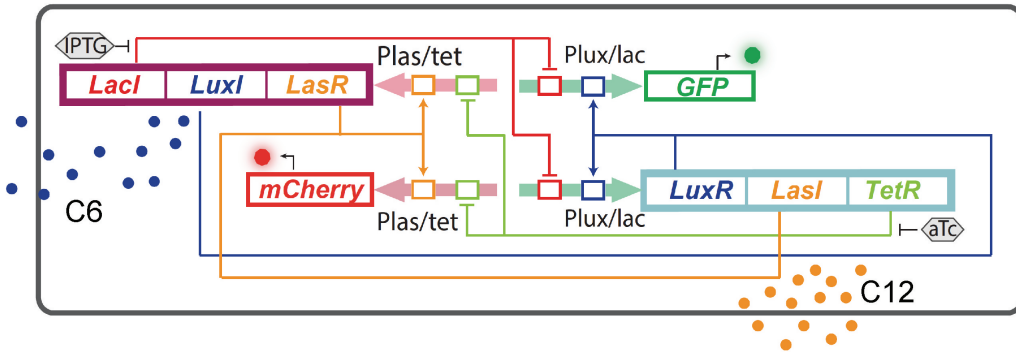 IPTG
Plas/tet
Plux/lac
LacI LuxI LasR
GFP
mCherry
LuxR LasI TetR
C6
Plas/tet
Plux/lac
aTc
C12